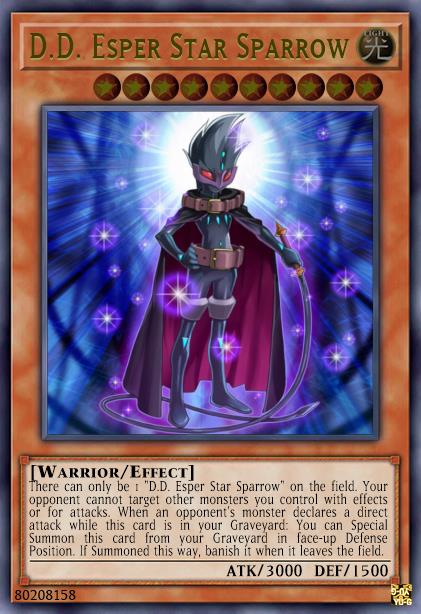 D.D. Esper Star Sparrow
LIGHT
光
[Warrior/Effect]
There can only be 1 "D.D. Esper Star Sparrow" on the field. Your
opponent cannot target other monsters you control with effects
or for attacks. When an opponent's monster declares a direct
attack while this card is in your Graveyard: You can Special
Summon this card from your Graveyard in face-up Defense
Position. If Summoned this way, banish it when it leaves the field.
ATK/3000 DEF/1500
80208158